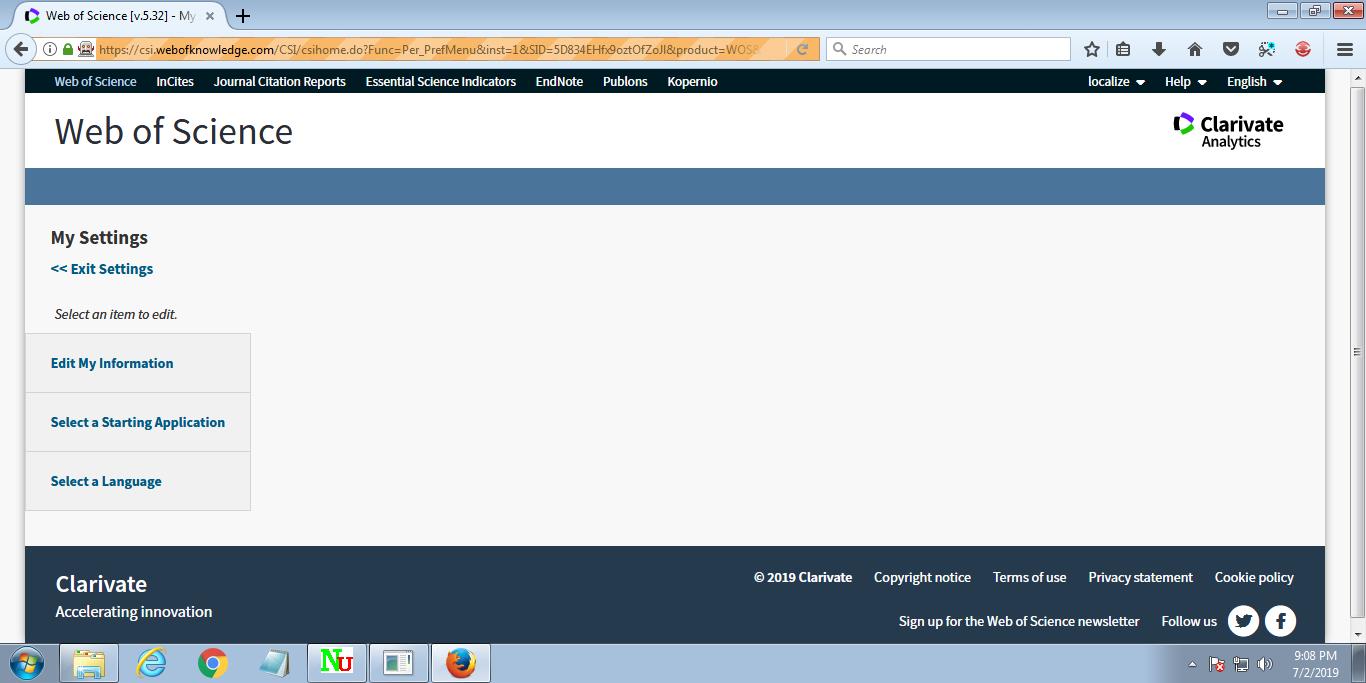 Web of Science [v.5.32] - My
https://csi.webofknowledge.com/CSI/csihome.do?Func=Per_PrefMenu&inst=1&SID=5D834EHfx9oztOfZoJI&product=WOS&
Search
Web of Science InCites Journal Citation Reports Essential Science Indicators EndNote Publons Kopernio localize Help English
Web of Science
Clarivate
Analytics
My Settings
<< Exit Settings
Select an item to edit.
Edit My Information
Select a Starting Application
Select a Language
Clarivate
Accelerating innovation
© 2019 Clarivate Copyright notice Terms of use Privacy statement Cookie policy
Sign up for the Web of Science newsletter Follow us
Nu
9:08 PM
7/2/2019